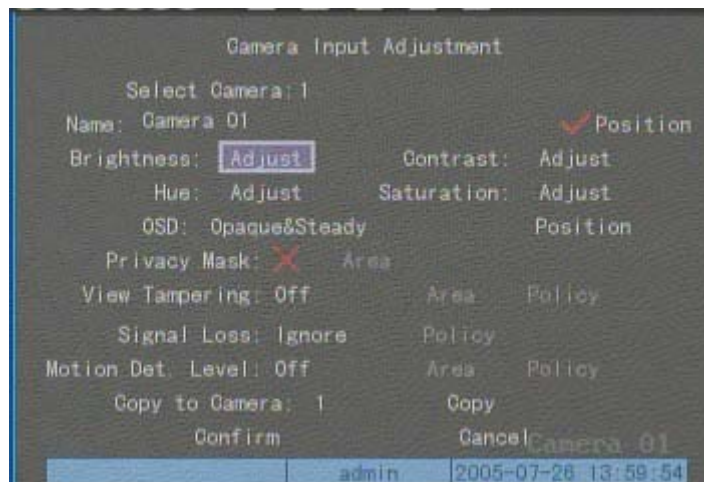 Camera Input Adjustment
Select Camera: 1
Name: Camera 01 Position
Brightness: Adjust Contrast: Adjust
Hue: Adjust Saturation: Adjust
OSD: Opaque&Steady Position
Privacy Mask: Area
View Tampering: Off Area Policy
Signal Loss: Ignore Policy
Motion Det. Level: Off Area Policy
Copy to Camera: 1 Copy
Confirm Cancel
Camera 01
admin 2005-07-26 13:59:54